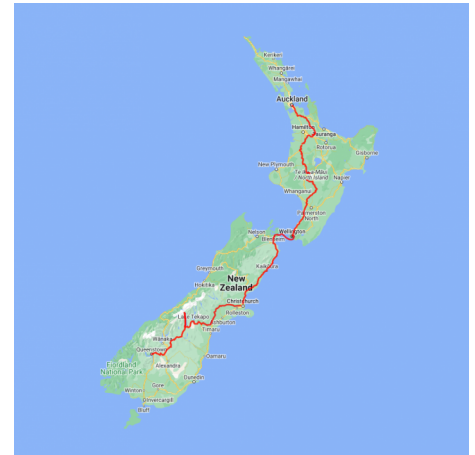 Kerikeri
Whangārei
Mangawhai
Auckland
Hamilton
Tauranga
Rotorua
Gisborne
New Plymouth
Te Ika-a-Māui
North Island
Napier
Whanganui
Palmerston
North
Wellington
Nelson
Blenheim
Greymouth
Kaikōura
Hokitika
New
Zealand
Christchurch
Rolleston
Lake Tekapo
Ashburton
Timaru
Wānaka
Queenstown
Oamaru
Fiordland
National Park
Alexandra
Dunedin
Gore
Winton
Invercargill
Bluff